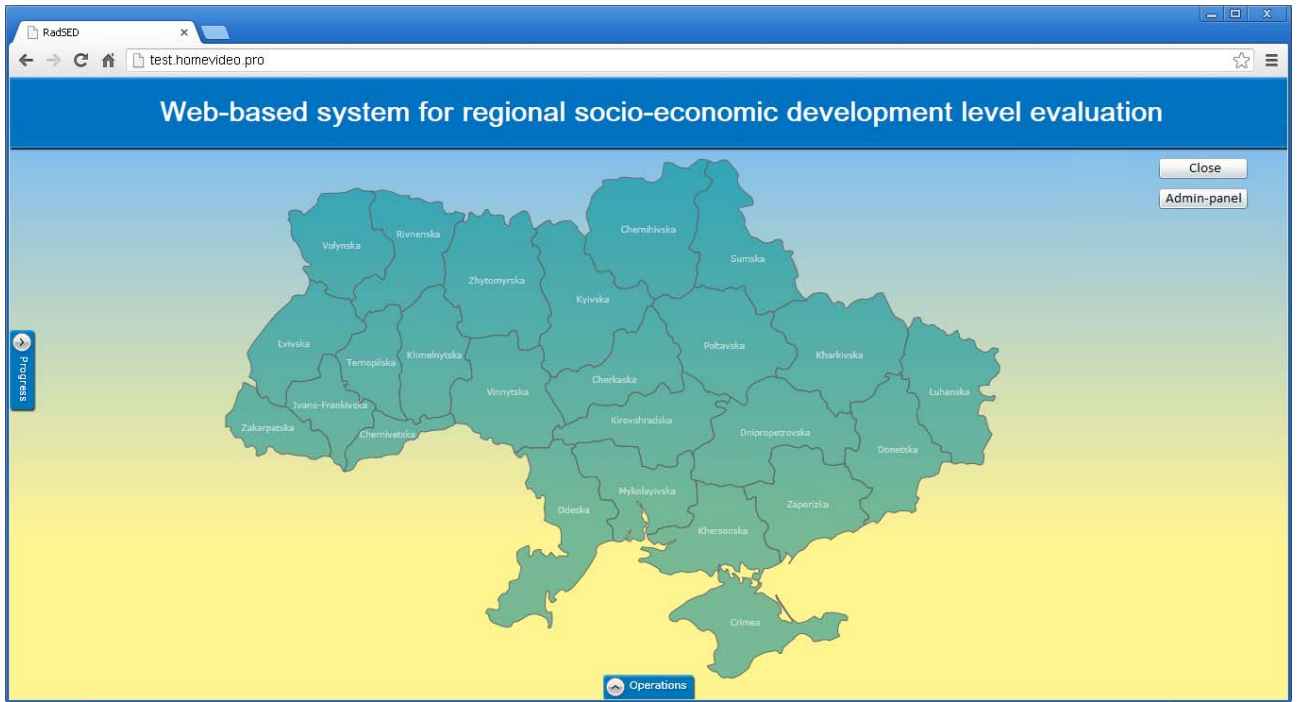 RadSED
test.homevideo.pro
Web-based system for regional socio-economic development level evaluation
Close
Admin-panel
Chernihivska
Volynska
Rivnenska
Sumska
Zhytomyrska
Kyivska
Lvivska
Ternopilska
Khmelnytska
Poltavska
Kharkivska
Cherkaska
Vinnytska
Luhanska
Ivano-Frankivska
Zakarpatska
Chernivetska
Kirovohradska
Dnipropetrovska
Donetska
Mykolayivska
Odeska
Zaporizka
Khersonska
Crimea
Progress
Operations